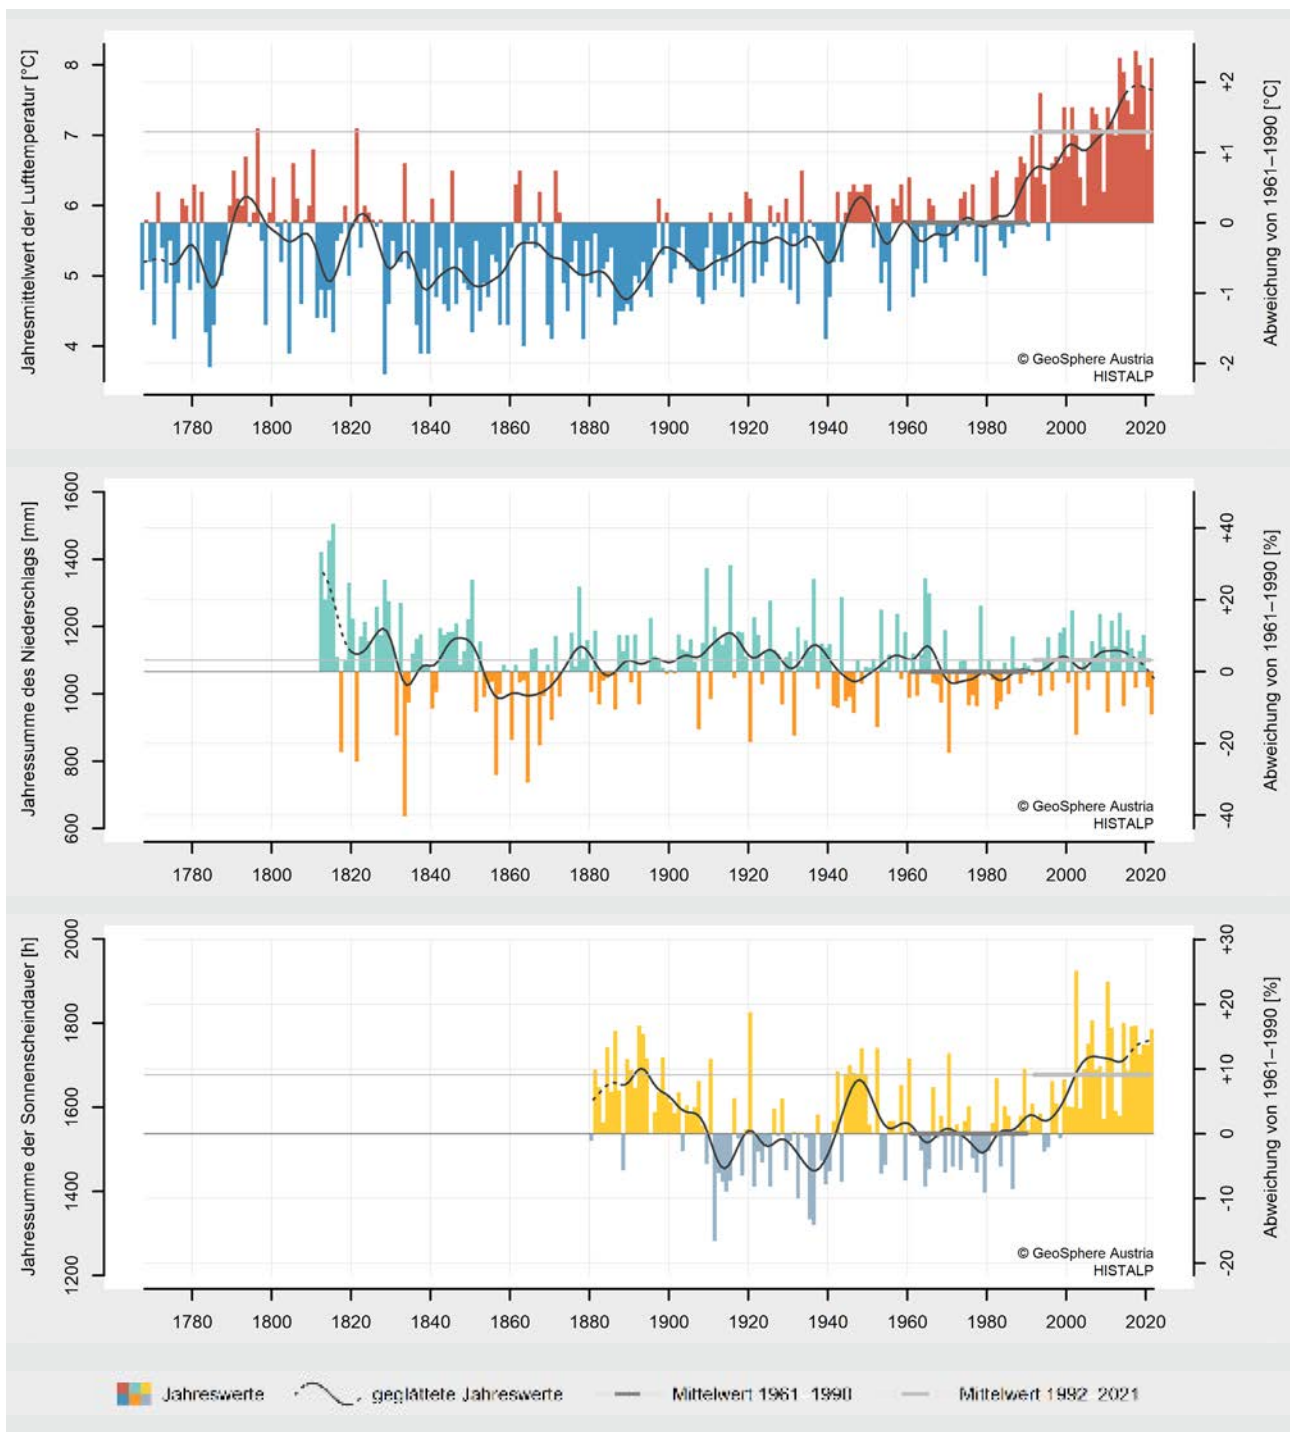 Jahresmittelwert der Lufttemperatur [°C]
8
7
6
5
4
+2
+1
0
-1
-2
Abweichung von 1961–1990 [°C]
© GeoSphere Austria
HISTALP
1780 1800 1820 1840 1860 1880 1900 1920 1940 1960 1980 2000 2020
Jahressumme des Niederschlags [mm]
1600
1400
1200
1000
800
600
+40
+20
0
-20
-40
Abweichung von 1961–1990 [%]
© GeoSphere Austria
HISTALP
1780 1800 1820 1840 1860 1880 1900 1920 1940 1960 1980 2000 2020
Jahressumme der Sonnenscheindauer [h]
2000
1800
1600
1400
1200
+30
+20
+10
0
-10
-20
Abweichung von 1961–1990 [%]
© GeoSphere Austria
HISTALP
1780 1800 1820 1840 1860 1880 1900 1920 1940 1960 1980 2000 2020
Jahreswerte geglättete Jahreswerte Mittelwert 1961–1990 Mittelwert 1992–2021